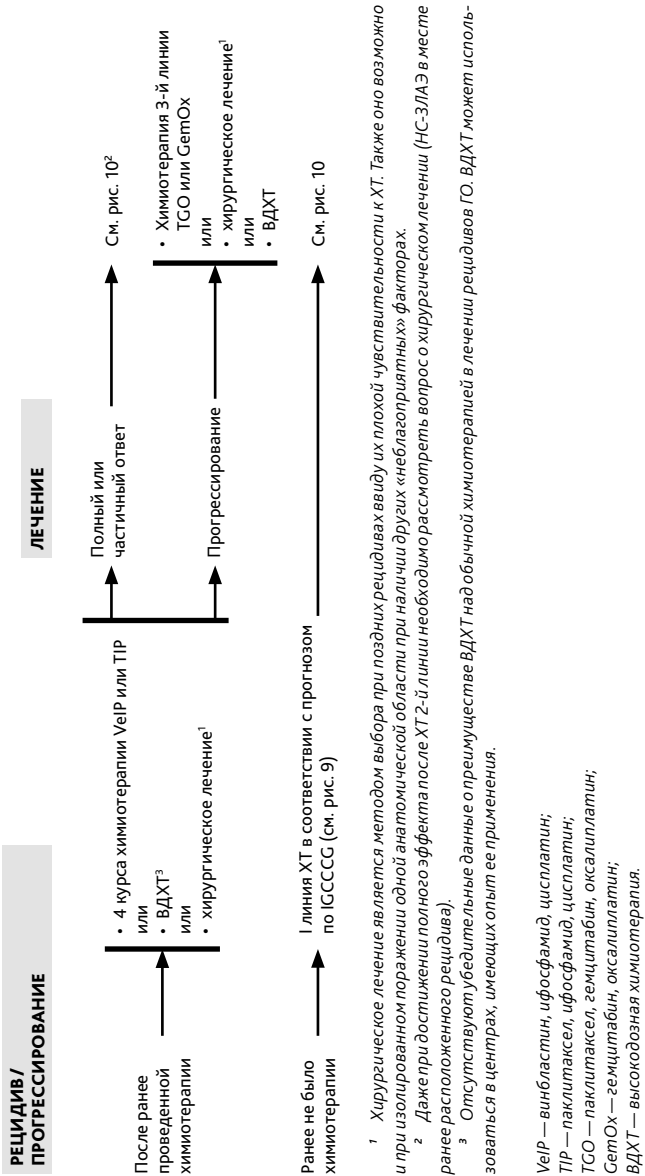 РЕЦИДИВ/
ПРОГРЕССИРОВАНИЕ
ЛЕЧЕНИЕ
После ранее
проведенной
химиотерапии
• 4 курса химиотерапии VeIP или TIP
или
• ВДХТ³
или
• хирургическое лечение¹
Полный или
частичный ответ
См. рис. 10²
Прогрессирование
• Химиотерапия 3-й линии
TGO или GemOx
или
• хирургическое лечение¹
или
• ВДХТ
Ранее не было
химиотерапии
I линия ХТ в соответствии с прогнозом
по IGCCCG (см. рис. 9)
См. рис. 10
¹ Хирургическое лечение является методом выбора при поздних рецидивах ввиду их плохой чувствительности к ХТ. Также оно возможно
и при изолированном поражении одной анатомической области при наличии других «неблагоприятных» факторах.
² Даже при достижении полного эффекта после ХТ 2-й линии необходимо рассмотреть вопрос о хирургическом лечении (НС-ЗЛАЭ в месте
ранее расположенного рецидива).
³ Отсутствуют убедительные данные о преимуществе ВДХТ над обычной химиотерапией в лечении рецидивов ГО. ВДХТ может исполь-
зоваться в центрах, имеющих опыт ее применения.
VeIP — винбластин, ифосфамид, цисплатин;
TIP — паклитаксел, ифосфамид, цисплатин;
TGO — паклитаксел, гемцитабин, оксалиплатин;
GemOx — гемцитабин, оксалиплатин;
ВДХТ — высокодозная химиотерапия.